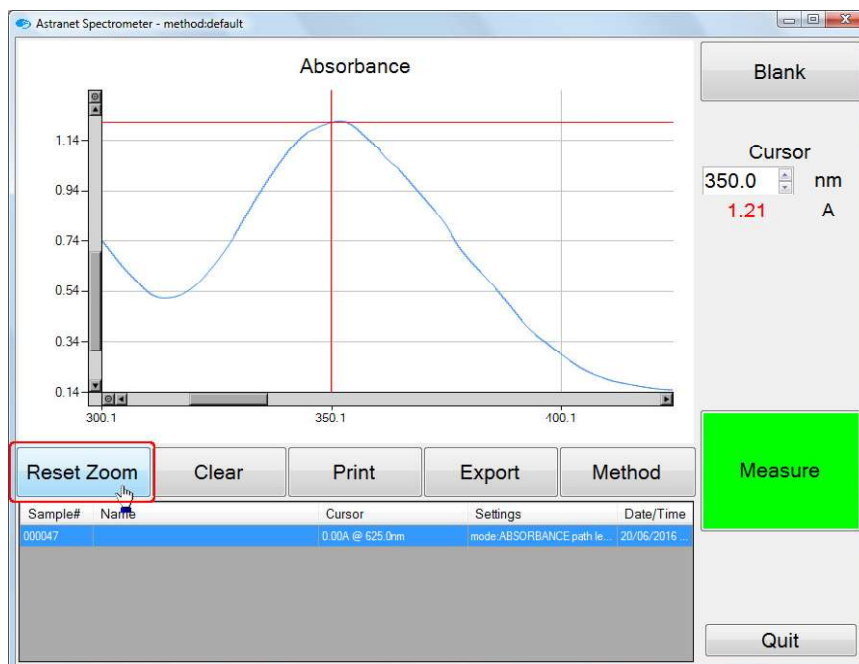 Astranet Spectrometer - method:default
Absorbance
Blank
1.14
0.94
0.74
0.54
0.34
0.14
300.1 350.1 400.1
Cursor
350.0 nm
1.21 A
Reset Zoom Clear Print Export Method
Measure
Sample# Name Cursor Settings Date/Time
000047 0.00A @ 625.0nm mode:ABSORBANCE path le... 20/06/2016 ...
Quit